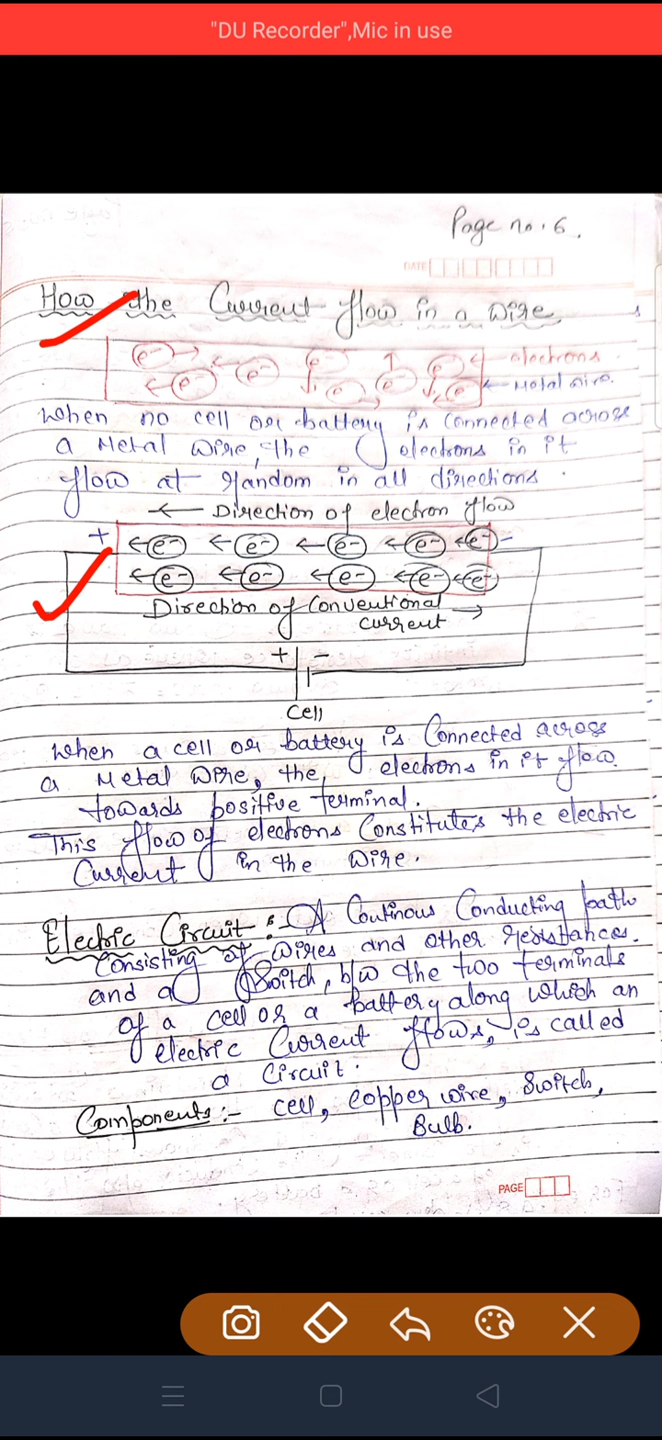 "DU Recorder",Mic in use
Page no. 6.
DATE
How the Current flow in a wire
e- e- e- e- e- ← electrons
e- e- e- ← Metal wire.
when no cell or battery is connected across
a Metal wire, the electrons in it
flow at random in all directions.
← Direction of electron flow
+ ←e- ←e- ←e- ←e- ←e- -
←e- ←e- ←e- ←e- ←e-
Direction of Conventional
current →
+ -
Cell
when a cell or battery is Connected across
a Metal wire, the electrons in it flow
towards positive terminal.
This flow of electrons Constitutes the electric
Current in the wire.
Electric Circuit :- A Coutinous Conducting path
Consisting of wires and other resistances
and a Switch, b/w the two terminals
of a cell or a battery along which an
electric Current flows, is called
a Circuit.
Components :- cell, copper wire, Switch,
Bulb.
PAGE